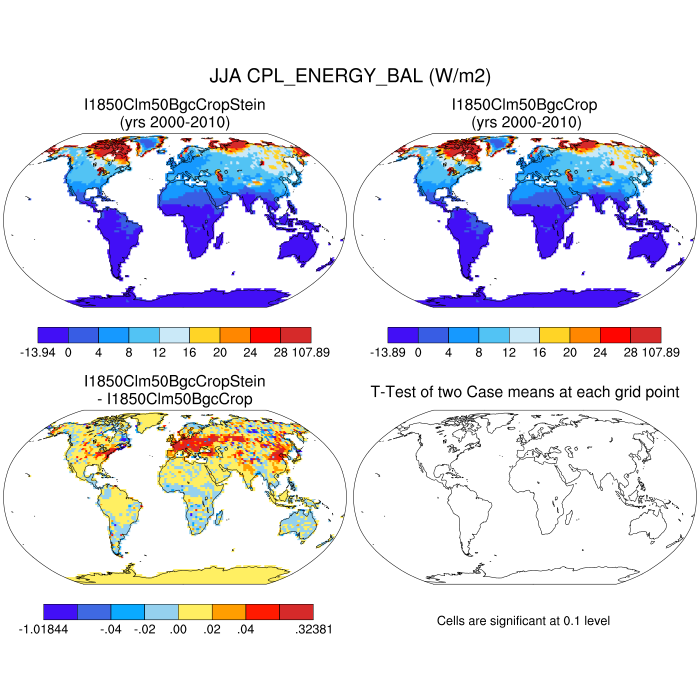 JJA CPL_ENERGY_BAL (W/m2)
I1850Clm50BgcCropStein
(yrs 2000-2010)
I1850Clm50BgcCrop
(yrs 2000-2010)
-13.94 0 4 8 12 16 20 24 28 107.89
-13.89 0 4 8 12 16 20 24 28 107.89
I1850Clm50BgcCropStein
- I1850Clm50BgcCrop
T-Test of two Case means at each grid point
-1.01844 -.04 -.02 .00 .02 .04 .32381
Cells are significant at 0.1 level